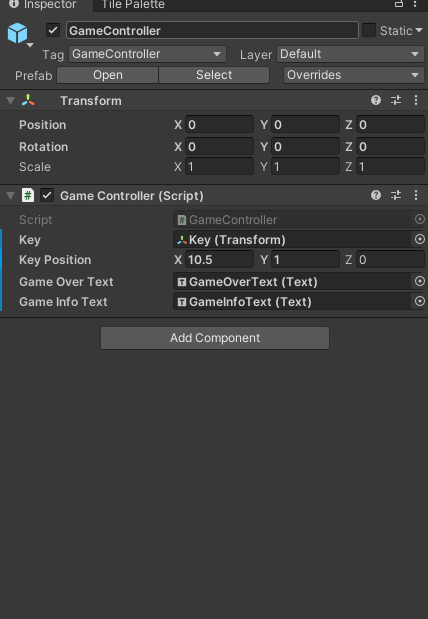 Inspector Tile Palette
GameController Static
Tag GameController Layer Default
Prefab Open Select Overrides
Transform
Position X 0 Y 0 Z 0
Rotation X 0 Y 0 Z 0
Scale X 1 Y 1 Z 1
# Game Controller (Script)
Script # GameController
Key Key (Transform)
Key Position X 10.5 Y 1 Z 0
Game Over Text T GameOverText (Text)
Game Info Text T GameInfoText (Text)
Add Component